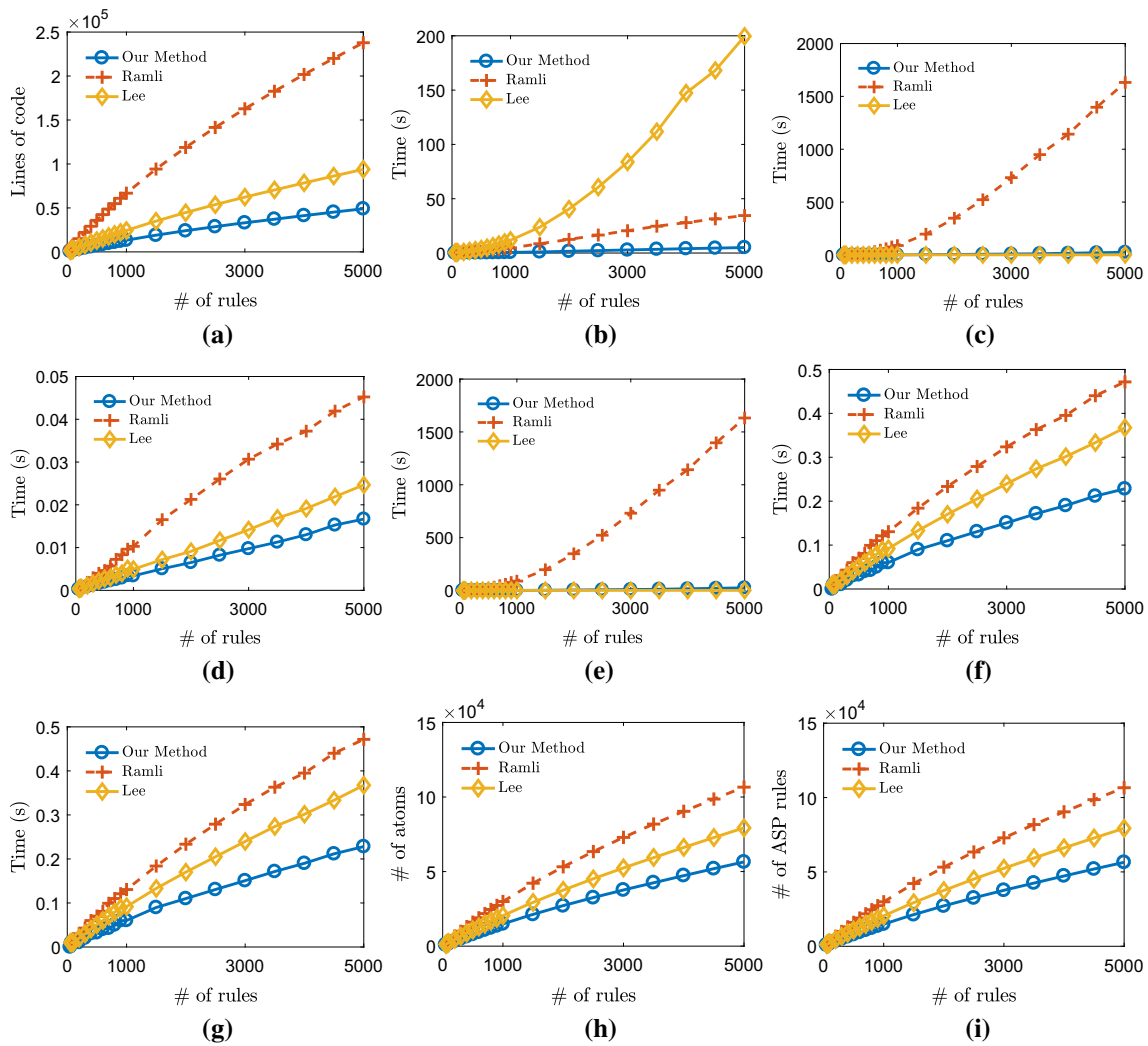 ×10^5
2.5
2
1.5
1
0.5
0
Lines of code
Our Method
Ramli
Lee
0 1000 3000 5000
# of rules
(a)
200
150
100
50
0
Time (s)
Our Method
Ramli
Lee
0 1000 3000 5000
# of rules
(b)
2000
1500
1000
500
0
Time (s)
Our Method
Ramli
Lee
0 1000 3000 5000
# of rules
(c)
0.05
0.04
0.03
0.02
0.01
0
Time (s)
Our Method
Ramli
Lee
0 1000 3000 5000
# of rules
(d)
2000
1500
1000
500
0
Time (s)
Our Method
Ramli
Lee
0 1000 3000 5000
# of rules
(e)
0.5
0.4
0.3
0.2
0.1
0
Time (s)
Our Method
Ramli
Lee
0 1000 3000 5000
# of rules
(f)
0.5
0.4
0.3
0.2
0.1
0
Time (s)
Our Method
Ramli
Lee
0 1000 3000 5000
# of rules
(g)
×10^4
15
10
5
0
# of atoms
Our Method
Ramli
Lee
0 1000 3000 5000
# of rules
(h)
×10^4
15
10
5
0
# of ASP rules
Our Method
Ramli
Lee
0 1000 3000 5000
# of rules
(i)